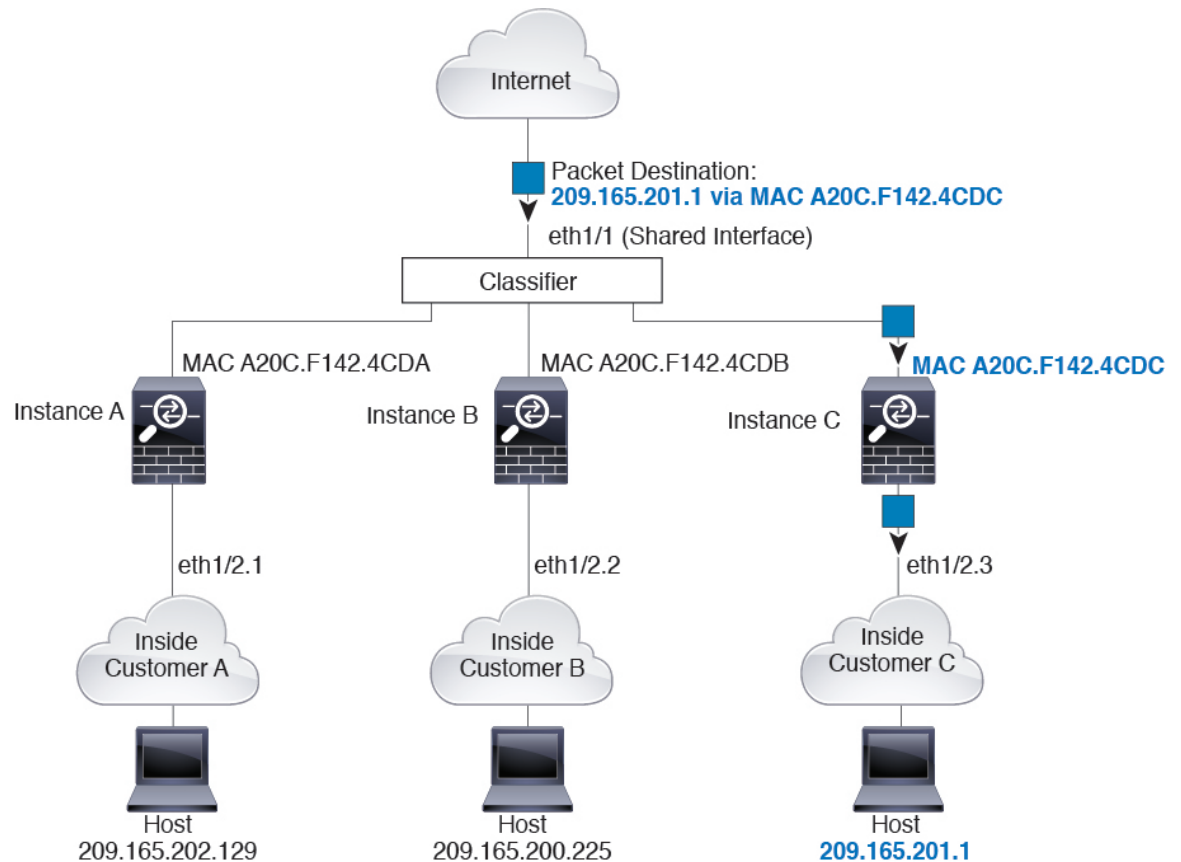 Internet
Packet Destination:
209.165.201.1 via MAC A20C.F142.4CDC
eth1/1 (Shared Interface)
Classifier
MAC A20C.F142.4CDA
MAC A20C.F142.4CDB
MAC A20C.F142.4CDC
Instance A
Instance B
Instance C
eth1/2.1
eth1/2.2
eth1/2.3
Inside
Customer A
Inside
Customer B
Inside
Customer C
Host
209.165.202.129
Host
209.165.200.225
Host
209.165.201.1